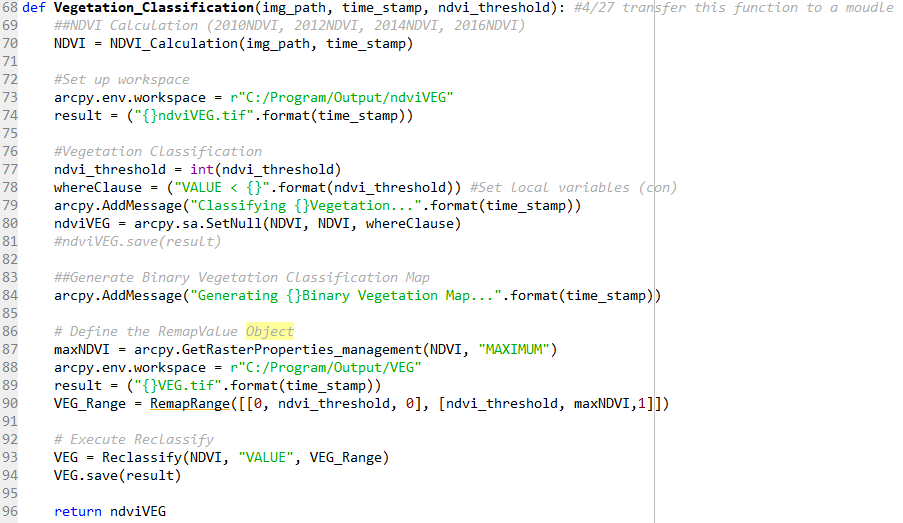 68 def Vegetation_Classification(img_path, time_stamp, ndvi_threshold): #4/27 transfer this function to a moudle
69     ##NDVI Calculation (2010NDVI, 2012NDVI, 2014NDVI, 2016NDVI)
70     NDVI = NDVI_Calculation(img_path, time_stamp)
71
72     #Set up workspace
73     arcpy.env.workspace = r"C:/Program/Output/ndviVEG"
74     result = ("{}ndviVEG.tif".format(time_stamp))
75
76     #Vegetation Classification
77     ndvi_threshold = int(ndvi_threshold)
78     whereClause = ("VALUE < {}".format(ndvi_threshold)) #Set local variables (con)
79     arcpy.AddMessage("Classifying {}Vegetation...".format(time_stamp))
80     ndviVEG = arcpy.sa.SetNull(NDVI, NDVI, whereClause)
81     #ndviVEG.save(result)
82
83     ##Generate Binary Vegetation Classification Map
84     arcpy.AddMessage("Generating {}Binary Vegetation Map...".format(time_stamp))
85
86     # Define the RemapValue Object
87     maxNDVI = arcpy.GetRasterProperties_management(NDVI, "MAXIMUM")
88     arcpy.env.workspace = r"C:/Program/Output/VEG"
89     result = ("{}VEG.tif".format(time_stamp))
90     VEG_Range = RemapRange([[0, ndvi_threshold, 0], [ndvi_threshold, maxNDVI,1]])
91
92     # Execute Reclassify
93     VEG = Reclassify(NDVI, "VALUE", VEG_Range)
94     VEG.save(result)
95
96     return ndviVEG